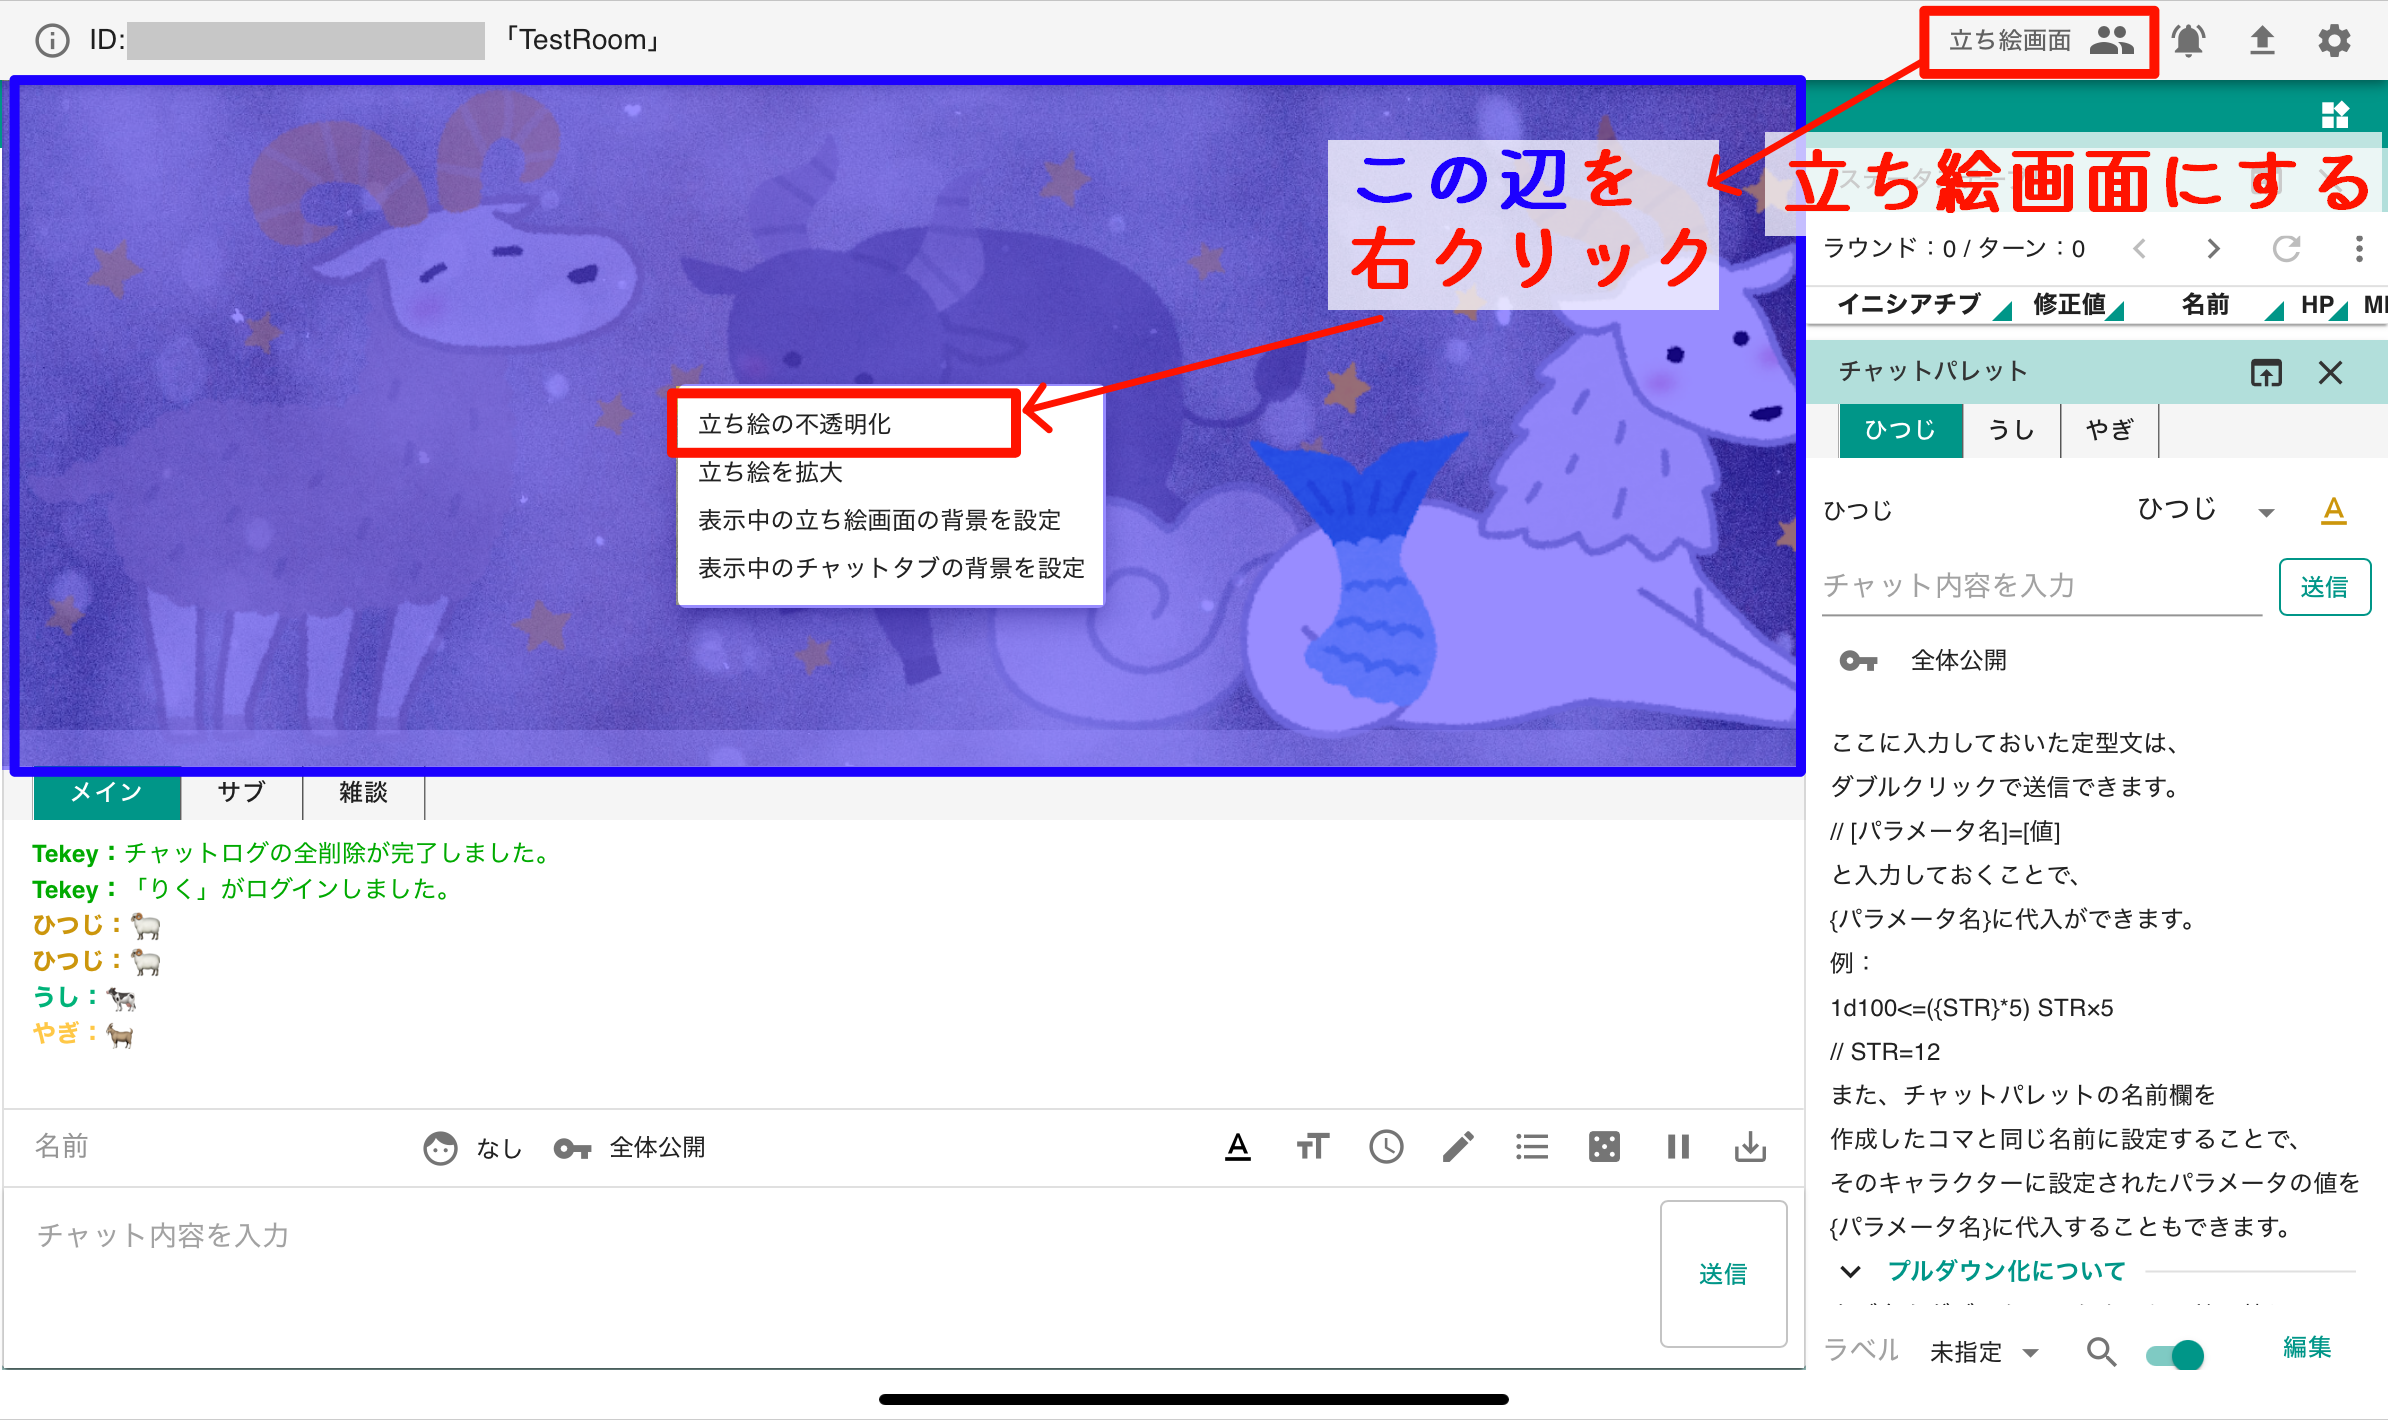 ID:
「TestRoom」
立ち絵画面
この辺を
右クリック
立ち絵画面にする
ラウンド：0 / ターン：0
イニシアチブ 修正値 名前 HP
チャットパレット
ひつじ うし やぎ
ひつじ ひつじ A
チャット内容を入力 送信
全体公開
ここに入力しておいた定型文は、
ダブルクリックで送信できます。
// [パラメータ名]=[値]
と入力しておくことで、
{パラメータ名}に代入ができます。
例：
1d100<=({STR}*5) STR×5
// STR=12
また、チャットパレットの名前欄を
作成したコマと同じ名前に設定することで、
そのキャラクターに設定されたパラメータの値を
{パラメータ名}に代入することもできます。
プルダウン化について
ラベル 未指定 編集
立ち絵の不透明化
立ち絵を拡大
表示中の立ち絵画面の背景を設定
表示中のチャットタブの背景を設定
メイン サブ 雑談
Tekey：チャットログの全削除が完了しました。
Tekey：「りく」がログインしました。
ひつじ：🐏
ひつじ：🐏
うし：🐄
やぎ：🐐
名前 なし 全体公開 A TT
チャット内容を入力
送信